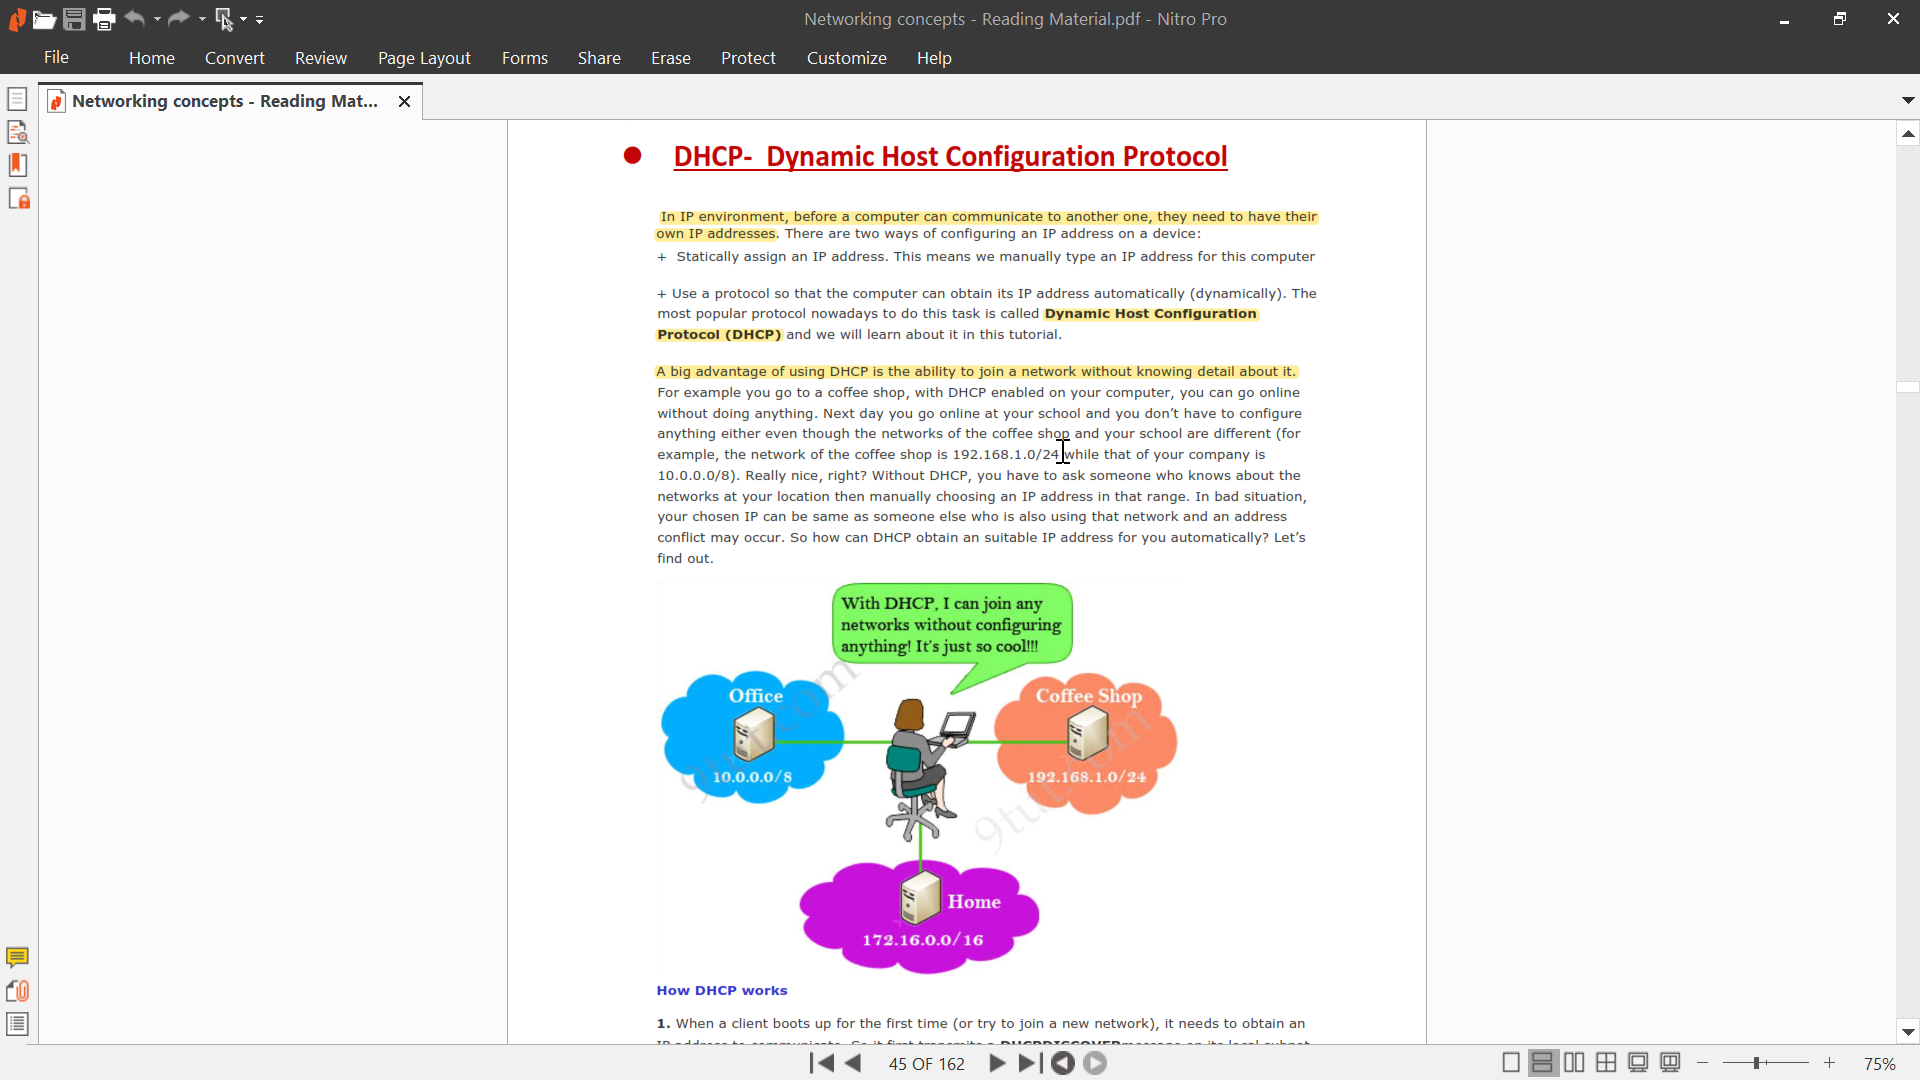 Networking concepts - Reading Material.pdf - Nitro Pro
File Home Convert Review Page Layout Forms Share Erase Protect Customize Help
Networking concepts - Reading Mat...
DHCP- Dynamic Host Configuration Protocol
In IP environment, before a computer can communicate to another one, they need to have their
own IP addresses. There are two ways of configuring an IP address on a device:
+ Statically assign an IP address. This means we manually type an IP address for this computer
+ Use a protocol so that the computer can obtain its IP address automatically (dynamically). The
most popular protocol nowadays to do this task is called Dynamic Host Configuration
Protocol (DHCP) and we will learn about it in this tutorial.
A big advantage of using DHCP is the ability to join a network without knowing detail about it.
For example you go to a coffee shop, with DHCP enabled on your computer, you can go online
without doing anything. Next day you go online at your school and you don’t have to configure
anything either even though the networks of the coffee shop and your school are different (for
example, the network of the coffee shop is 192.168.1.0/24 while that of your company is
10.0.0.0/8). Really nice, right? Without DHCP, you have to ask someone who knows about the
networks at your location then manually choosing an IP address in that range. In bad situation,
your chosen IP can be same as someone else who is also using that network and an address
conflict may occur. So how can DHCP obtain an suitable IP address for you automatically? Let’s
find out.
With DHCP, I can join any
networks without configuring
anything! It's just so cool!!!
Office
10.0.0.0/8
Coffee Shop
192.168.1.0/24
Home
172.16.0.0/16
How DHCP works
1. When a client boots up for the first time (or try to join a new network), it needs to obtain an
IP address to communicate. So it first transmits a DHCPDISCOVER message on its local subnet
45 OF 162
75%